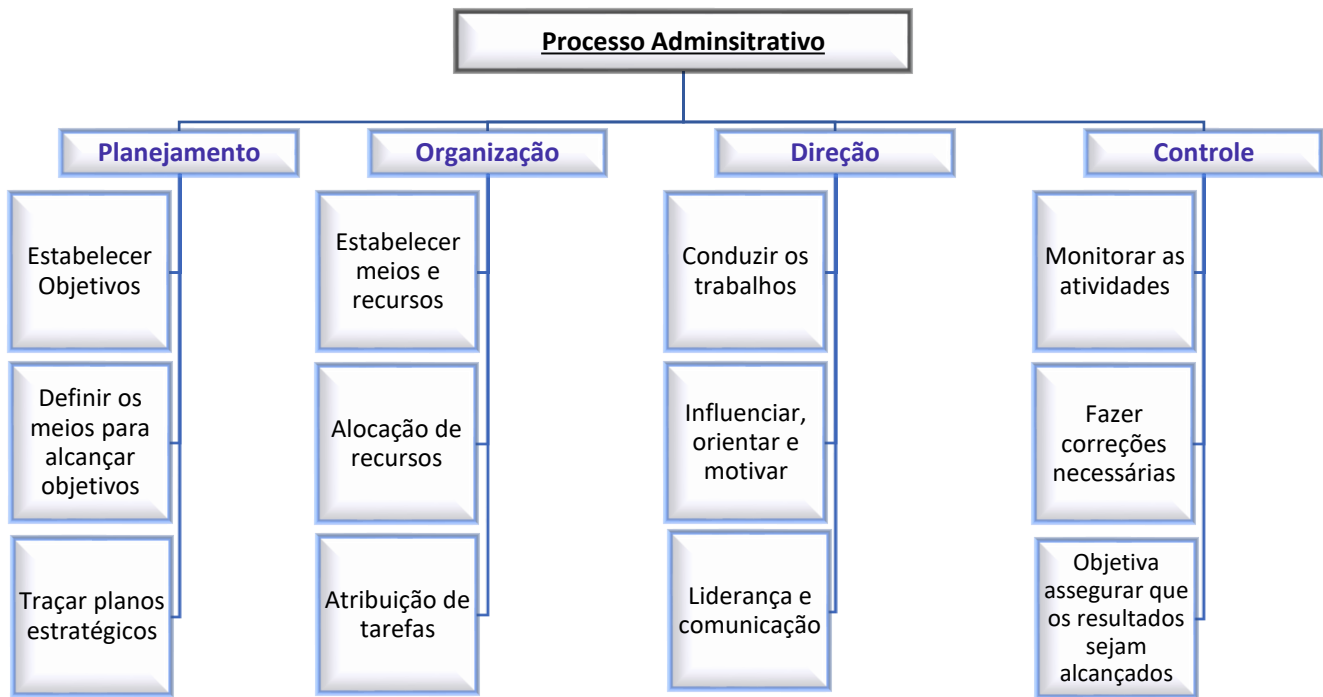 Processo Adminsitrativo
Planejamento
Estabelecer
Objetivos
Definir os
meios para
alcançar
objetivos
Traçar planos
estratégicos
Organização
Estabelecer
meios e
recursos
Alocação de
recursos
Atribuição de
tarefas
Direção
Conduzir os
trabalhos
Influenciar,
orientar e
motivar
Liderança e
comunicação
Controle
Monitorar as
atividades
Fazer
correções
necessárias
Objetiva
assegurar que
os resultados
sejam
alcançados